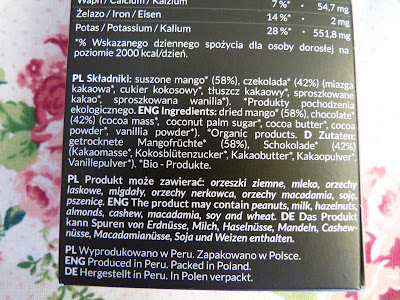 Wapń / Calcium / Kalzium 7 %* • 54,7 mg
Żelazo / Iron / Eisen 14 %* • 2 mg
Potas / Potassium / Kalium 28 %* • 551,8 mg
*% Wskazanego dziennego spożycia dla osoby dorosłej na
poziomie 2000 kcal/dzień.
PL Składniki: suszone mango* (58%), czekolada* (42%) (miazga
kakaowa*, cukier kokosowy*, tłuszcz kakaowy*, sproszkowane
kakao*, sproszkowana wanilia*). *Produkty pochodzenia
ekologicznego. ENG Ingredients: dried mango* (58%), chocolate*
(42%) (cocoa mass*, coconut palm sugar*, cocoa butter*, cocoa
powder*, vanillia powder*). *Organic products. D Zutaten:
getrocknete Mangofrüchte* (58%), Schokolade* (42%)
(Kakaomasse*, Kokosblütenzucker*, Kakaobutter*, Kakaopulver*,
Vanillepulver*). *Bio - Produkte.
PL Produkt może zawierać: orzeszki ziemne, mleko, orzechy
laskowe, migdały, orzechy nerkowca, orzechy macadamia, soję,
pszenicę. ENG The product may contain peanuts, milk, hazelnuts,
almonds, cashew, macadamia, soy and wheat. DE Das Produkt
kann Spuren von Erdnüsse, Milch, Haselnüsse, Mandeln, Cashew-
nüsse, Macadamianüsse, Soja und Weizen enthalten.
PL Wyprodukowano w Peru. Zapakowano w Polsce.
ENG Produced in Peru. Packed in Poland.
DE Hergestellt in Peru. In Polen verpackt.